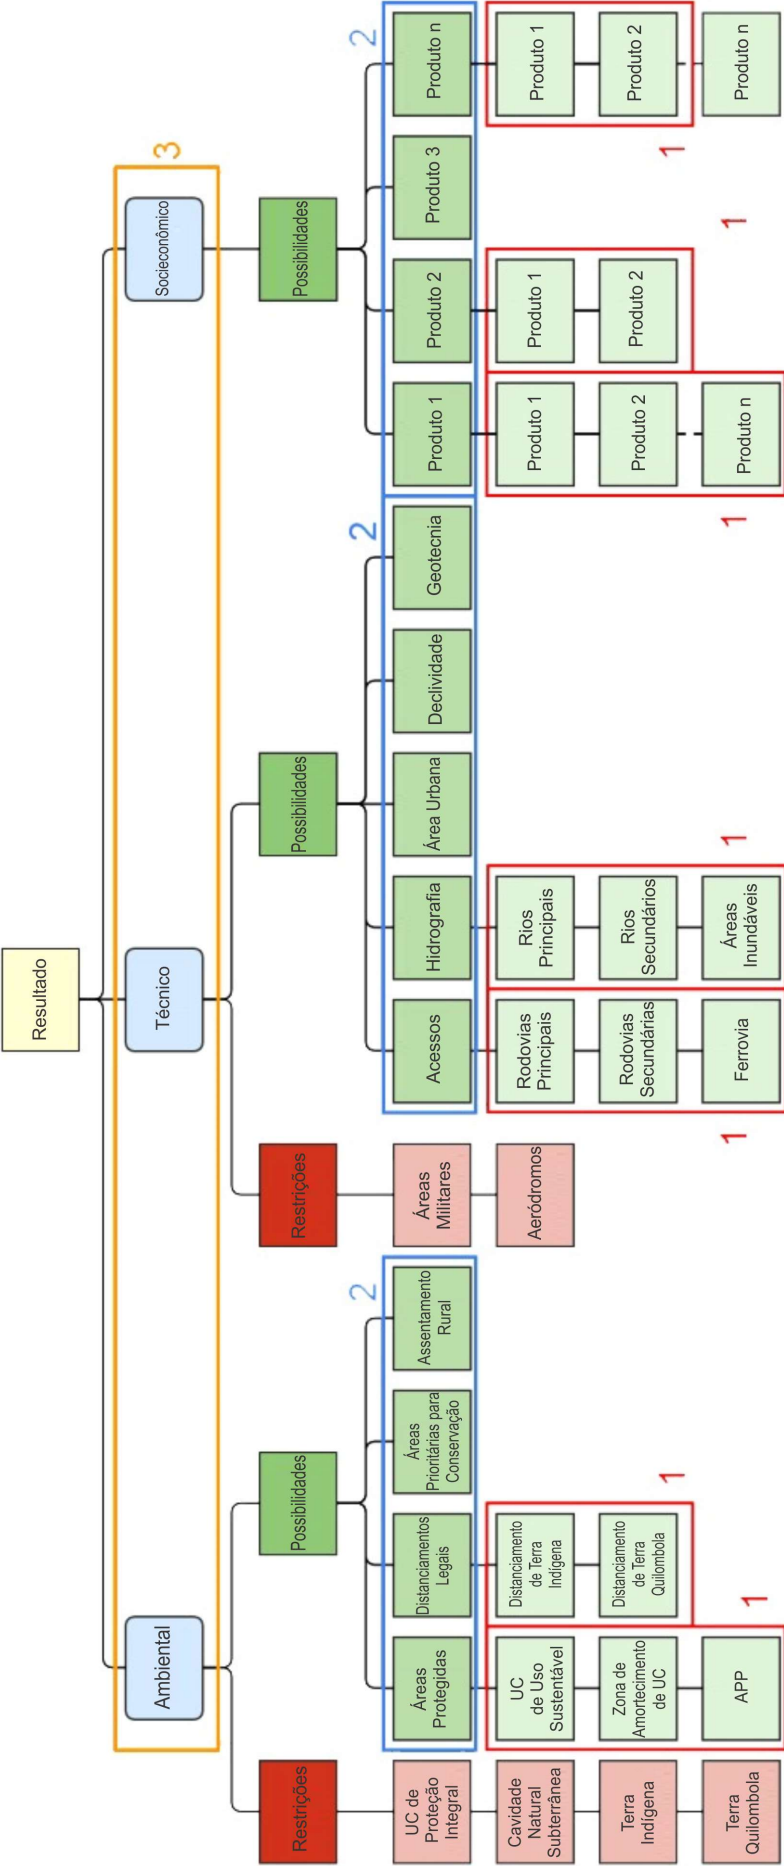 Resultado
3
Ambiental
Técnico
Socieconômico
Restrições
Possibilidades
Restrições
Possibilidades
Possibilidades
2
2
2
UC de
Proteção
Integral
Áreas
Protegidas
Distanciamentos
Legais
Áreas
Prioritárias para
Conservação
Assentamento
Rural
Áreas
Militares
Acessos
Hidrografia
Área Urbana
Declividade
Geotecnia
Produto 1
Produto 2
Produto 3
Produto n
Cavidade
Natural
Subterrânea
UC
de Uso
Sustentável
Distanciamento
de Terra
Indígena
Aeródromos
Rodovias
Principais
Rios
Principais
Produto 1
Produto 1
Produto 1
Terra
Indígena
Zona de
Amortecimento
de UC
Distanciamento
de Terra
Quilombola
Rodovias
Secundárias
Rios
Secundários
Produto 2
Produto 2
Produto 2
1
1
Terra
Quilombola
APP
1
1
Ferrovia
1
Áreas
Inundáveis
1
Produto n
1
Produto n